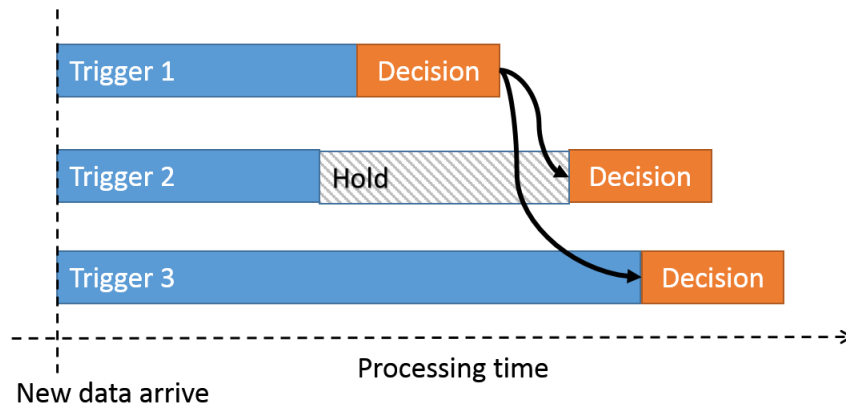 Trigger 1
Decision
Trigger 2
Hold
Decision
Trigger 3
Decision
Processing time
New data arrive